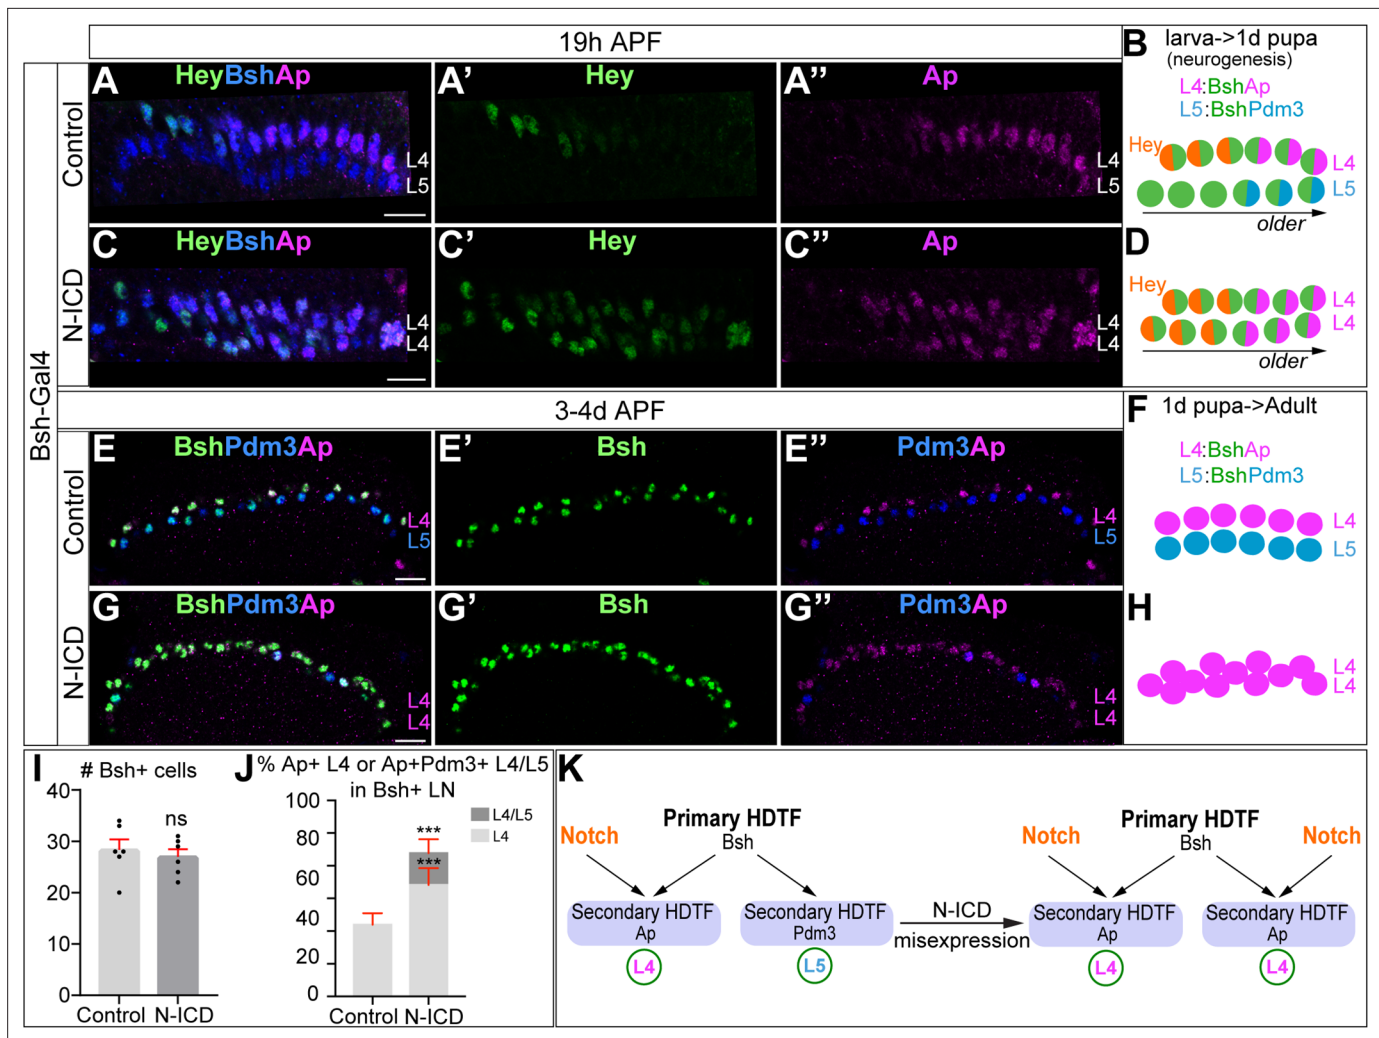 19h APF
Bsh-Gal4
Control
A HeyBshAp
L4
L5
A’ Hey
A” Ap
L4
L5
B larva->1d pupa
(neurogenesis)
L4:BshAp
L5:BshPdm3
Hey
L4
L5
older
N-ICD
C HeyBshAp
L4
L4
C’ Hey
C” Ap
L4
L4
D
Hey
L4
L4
older
3-4d APF
Control
E BshPdm3Ap
L4
L5
E’ Bsh
E” Pdm3Ap
L4
L5
F 1d pupa->Adult
L4:BshAp
L5:BshPdm3
L4
L5
N-ICD
G BshPdm3Ap
L4
L4
G’ Bsh
G” Pdm3Ap
L4
L4
H
L4
L4
I # Bsh+ cells
40
30
20
10
0
ns
Control N-ICD
J % Ap+ L4 or Ap+Pdm3+ L4/L5
in Bsh+ LN
100
80
60
40
20
0
***
***
L4/L5
L4
Control N-ICD
K
Notch
Primary HDTF
Bsh
Secondary HDTF
Ap
L4
Secondary HDTF
Pdm3
L5
N-ICD
misexpression
Notch
Primary HDTF
Bsh
Notch
Secondary HDTF
Ap
L4
Secondary HDTF
Ap
L4